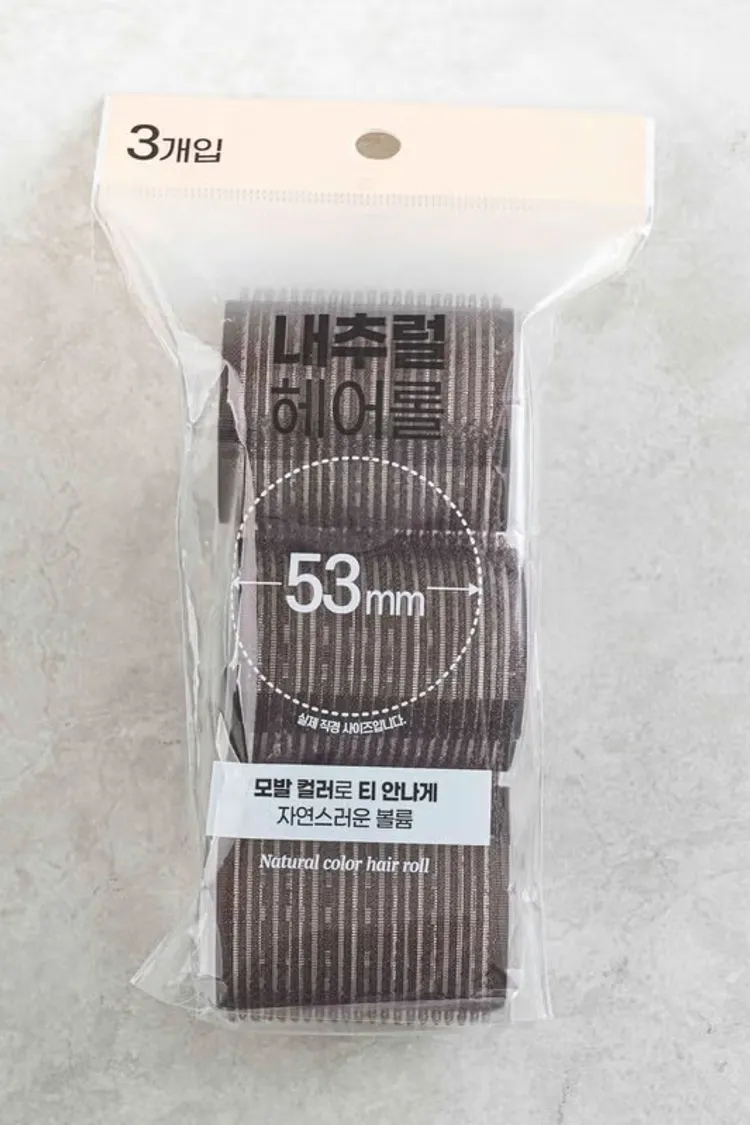 3개입
내추럴
헤어롤
53mm
실제 직경 사이즈입니다.
모발 컬러로 티 안나게
자연스러운 볼륨
Natural color hair roll